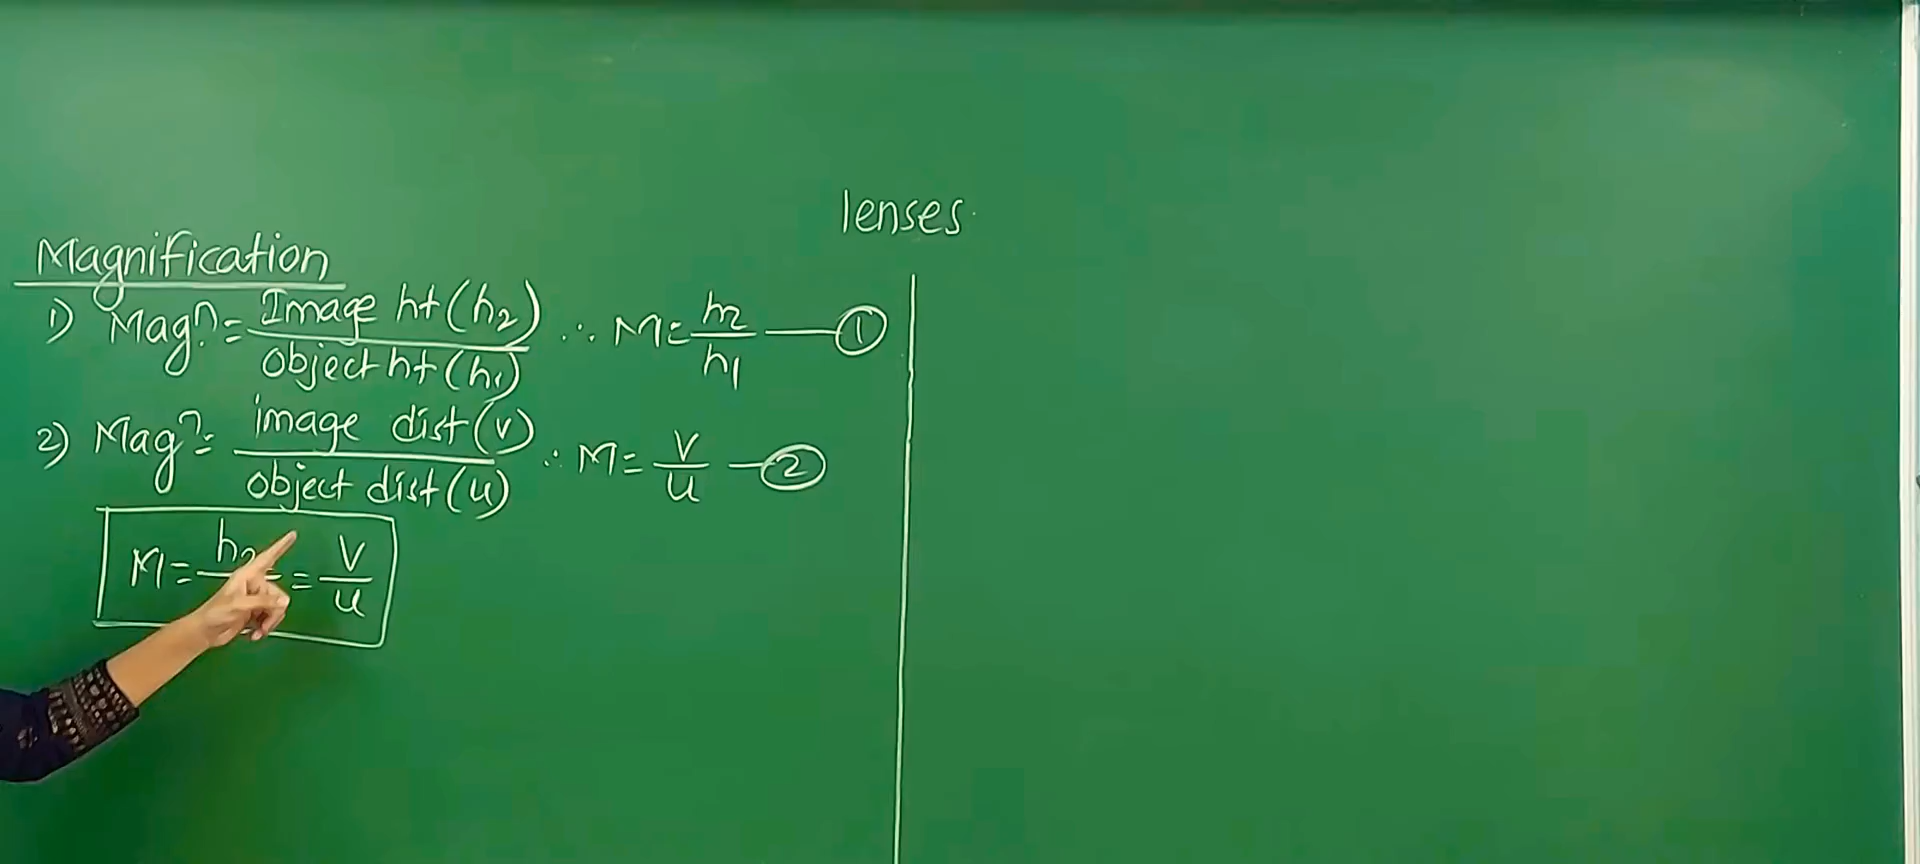 lenses
Magnification
1) Magⁿ = Image ht (h₂) / Object ht (h₁) ∴ M = h₂ / h₁ — ①
2) Magⁿ = image dist (v) / object dist (u) ∴ M = v / u — ②
M = h₂ / = v / u